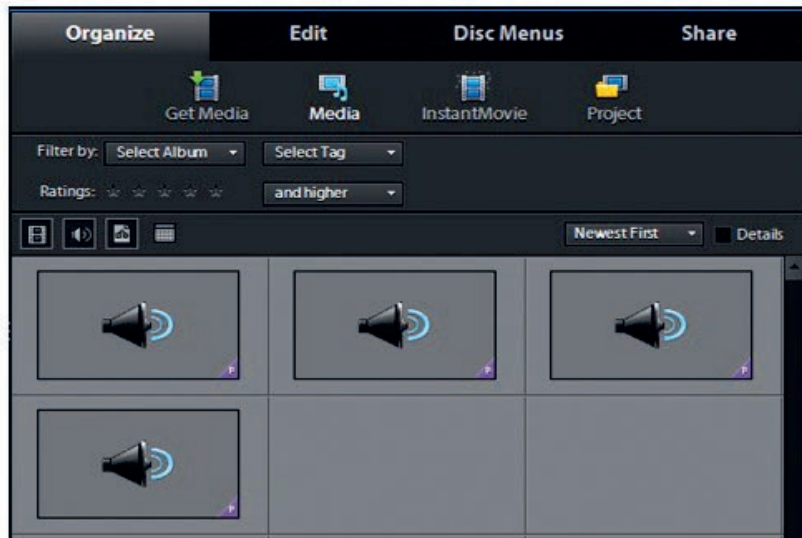 Organize Edit Disc Menus Share
Get Media Media InstantMovie Project
Filter by: Select Album Select Tag
Ratings: and higher
Newest First Details
P P P
P